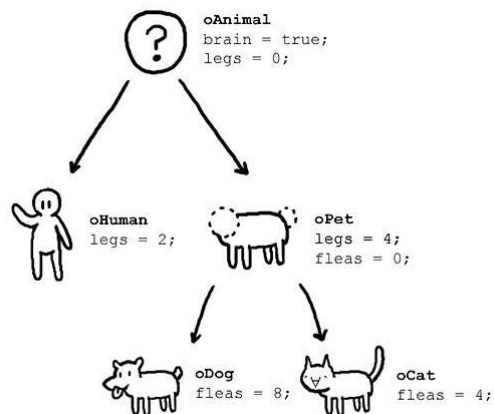 ?
oAnimal
brain = true;
legs = 0;
oHuman
legs = 2;
oPet
legs = 4;
fleas = 0;
oDog
fleas = 8;
oCat
fleas = 4;